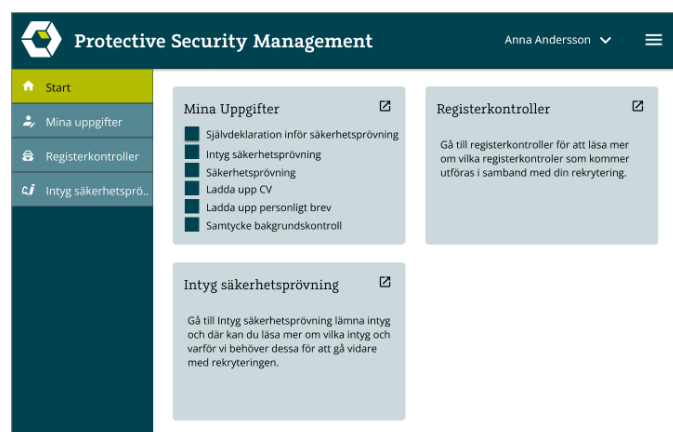 Protective Security Management
Anna Andersson
Start
Mina uppgifter
Registerkontroller
Intyg säkerhetsprö..
Mina Uppgifter
Självdeklaration inför säkerhetsprövning
Intyg säkerhetsprövning
Säkerhetsprövning
Ladda upp CV
Ladda upp personligt brev
Samtycke bakgrundskontroll
Registerkontroller
Gå till registerkontroller för att läsa mer
om vilka registerkontroler som kommer
utföras i samband med din rekrytering.
Intyg säkerhetsprövning
Gå till Intyg säkerhetsprövning lämna intyg
och där kan du läsa mer om vilka intyg och
varför vi behöver dessa för att gå vidare
med rekryteringen.